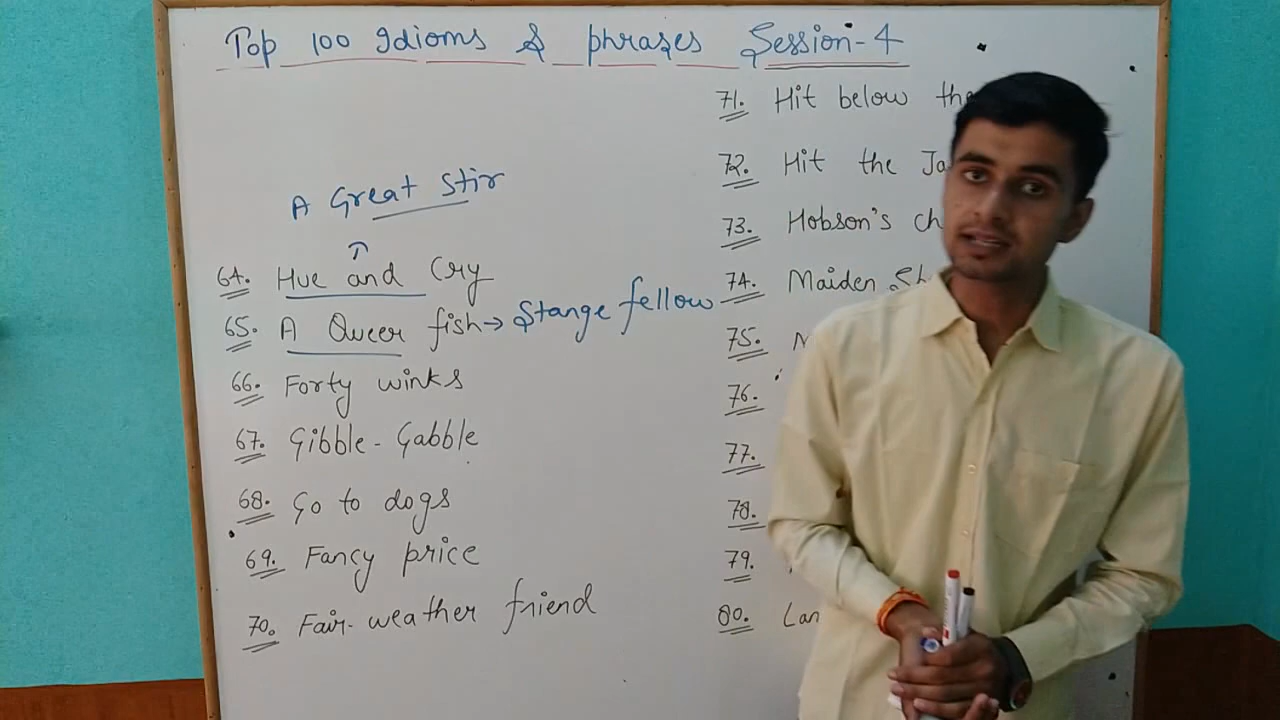 Top 100 Idioms & phrases Session-4
A Great Stir
↑
64. Hue and Cry
65. A Queer fish → Stange fellow
66. Forty winks
67. Gibble-Gabble
68. Go to dogs
69. Fancy price
70. Fair-weather friend
71. Hit below the
72. Hit the Ja
73. Hobson's ch
74. Maiden
75.
76.
77.
78.
79.
80. Lan